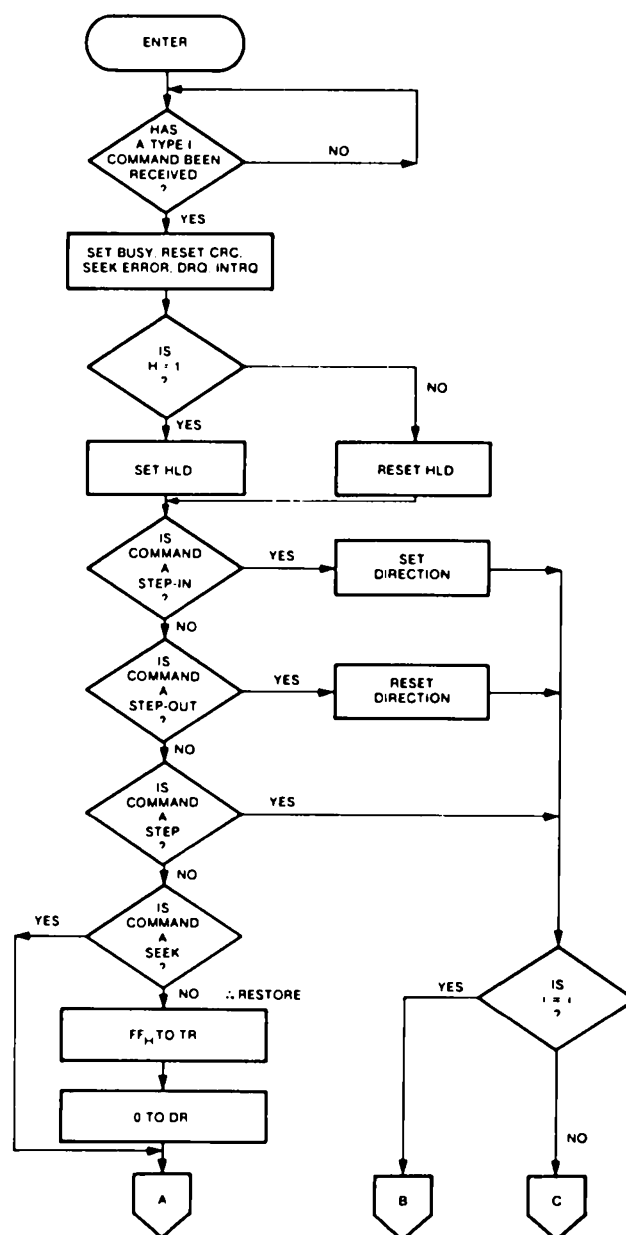 ENTER
HAS
A TYPE I
COMMAND BEEN
RECEIVED
?
NO
YES
SET BUSY, RESET CRC,
SEEK ERROR, DRQ, INTRQ
IS
H = 1
?
NO
YES
SET HLD
RESET HLD
IS
COMMAND
A
STEP-IN
?
YES
SET
DIRECTION
NO
IS
COMMAND
A
STEP-OUT
?
YES
RESET
DIRECTION
NO
IS
COMMAND
A
STEP
?
YES
NO
IS
COMMAND
A
SEEK
?
YES
NO ∴ RESTORE
FFH TO TR
0 TO DR
IS
?
YES
NO
A
B
C